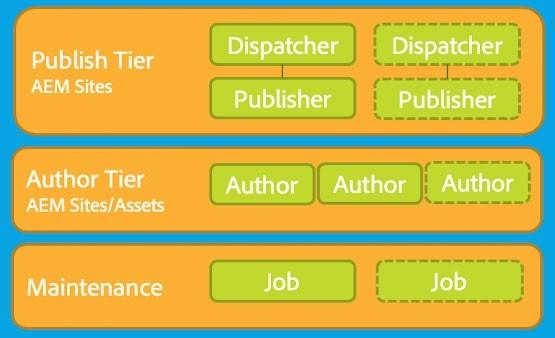 Publish Tier
AEM Sites
Dispatcher
Dispatcher
Publisher
Publisher
Author Tier
AEM Sites/Assets
Author
Author
Author
Maintenance
Job
Job